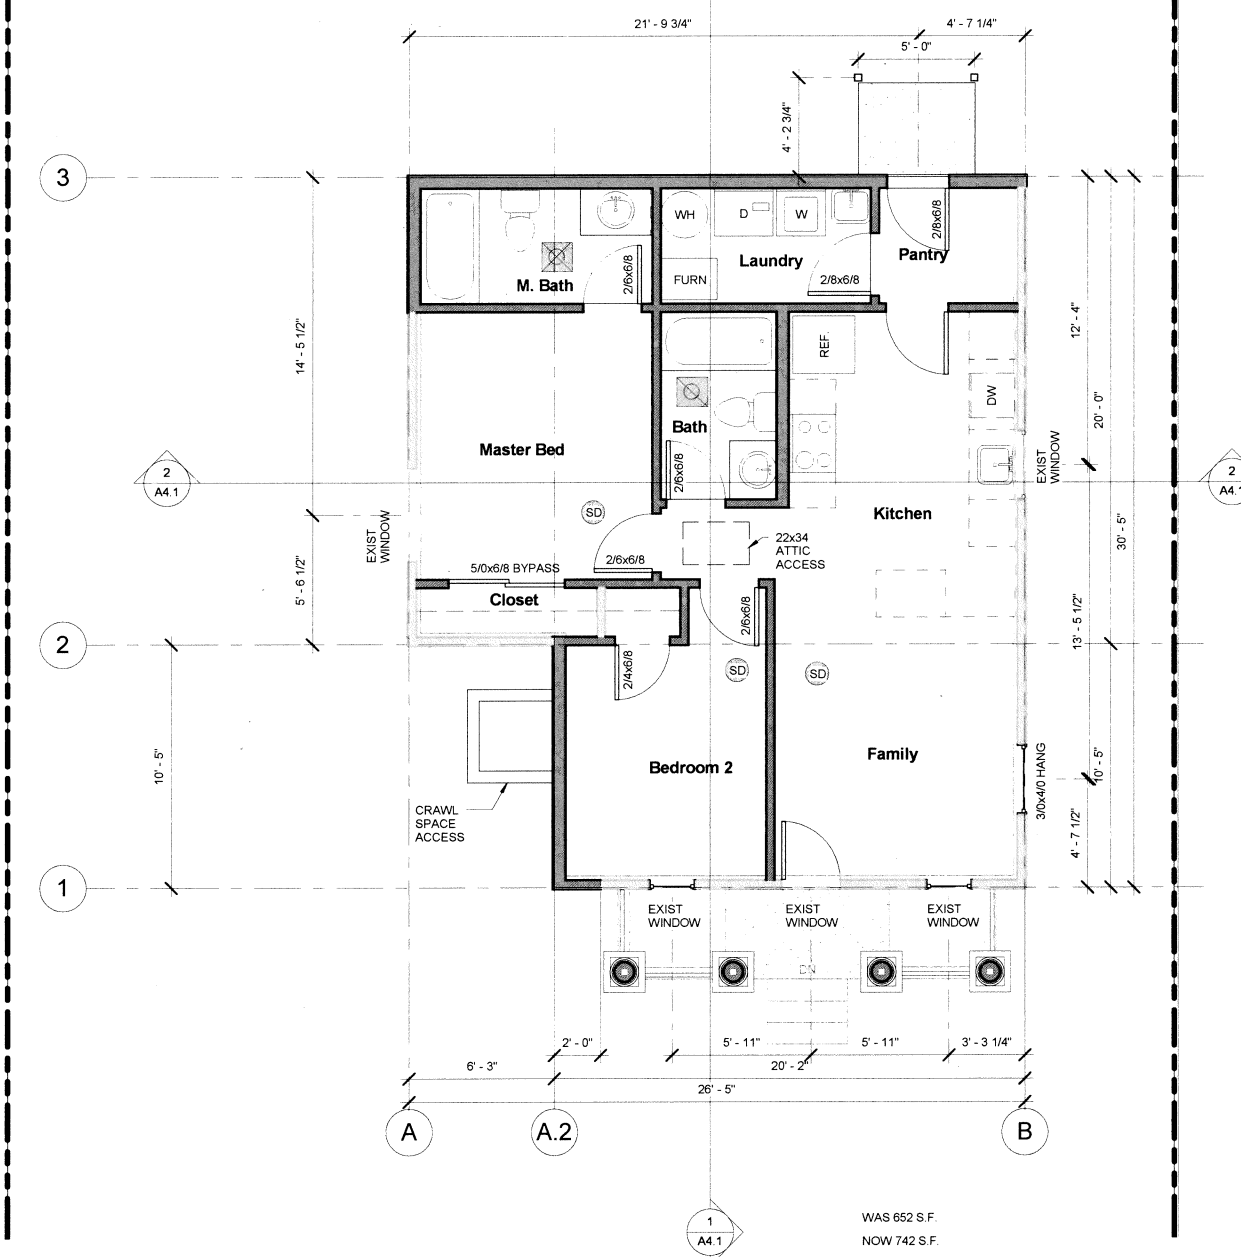 21' - 9 3/4"
4' - 7 1/4"
5' - 0"
4' - 2 3/4"
3
WH
D
W
2/8x6/8
Laundry
Pantry
M. Bath
2/6x6/8
FURN
2/8x6/8
14' - 5 1/2"
12' - 4"
REF.
DW
20' - 0"
Bath
Master Bed
2/6x6/8
2
A4.1
EXIST
WINDOW
2
A4.1
SD
Kitchen
EXIST
WINDOW
22x34
ATTIC
ACCESS
30' - 5"
2/6x6/8
5/0x6/8 BYPASS
Closet
5' - 6 1/2"
2/6x6/8
13' - 5 1/2"
2
2/4x6/8
SD
SD
10' - 5"
Bedroom 2
Family
3/0x4/0 HANG
10' - 5"
CRAWL
SPACE
ACCESS
4' - 7 1/2"
1
EXIST
WINDOW
EXIST
WINDOW
EXIST
WINDOW
DN
2' - 0"
5' - 11"
5' - 11"
3' - 3 1/4"
6' - 3"
20' - 2"
26' - 5"
A
A.2
B
1
A4.1
WAS 652 S.F.
NOW 742 S.F.